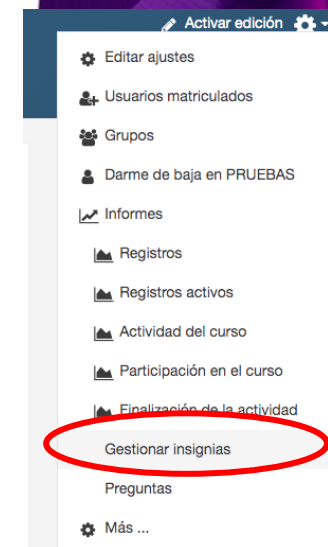 Activar edición
Editar ajustes
Usuarios matriculados
Grupos
Darme de baja en PRUEBAS
Informes
Registros
Registros activos
Actividad del curso
Participación en el curso
Finalización de la actividad
Gestionar insignias
Preguntas
Más ...